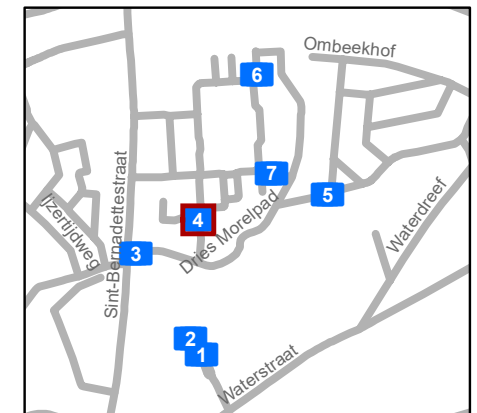 Ombeekhof
6
7
5
4
Ijzertijdweg
Sint-Bernadettestraat
3
Dries Morelpad
Waterdreef
2
1
Waterstraat